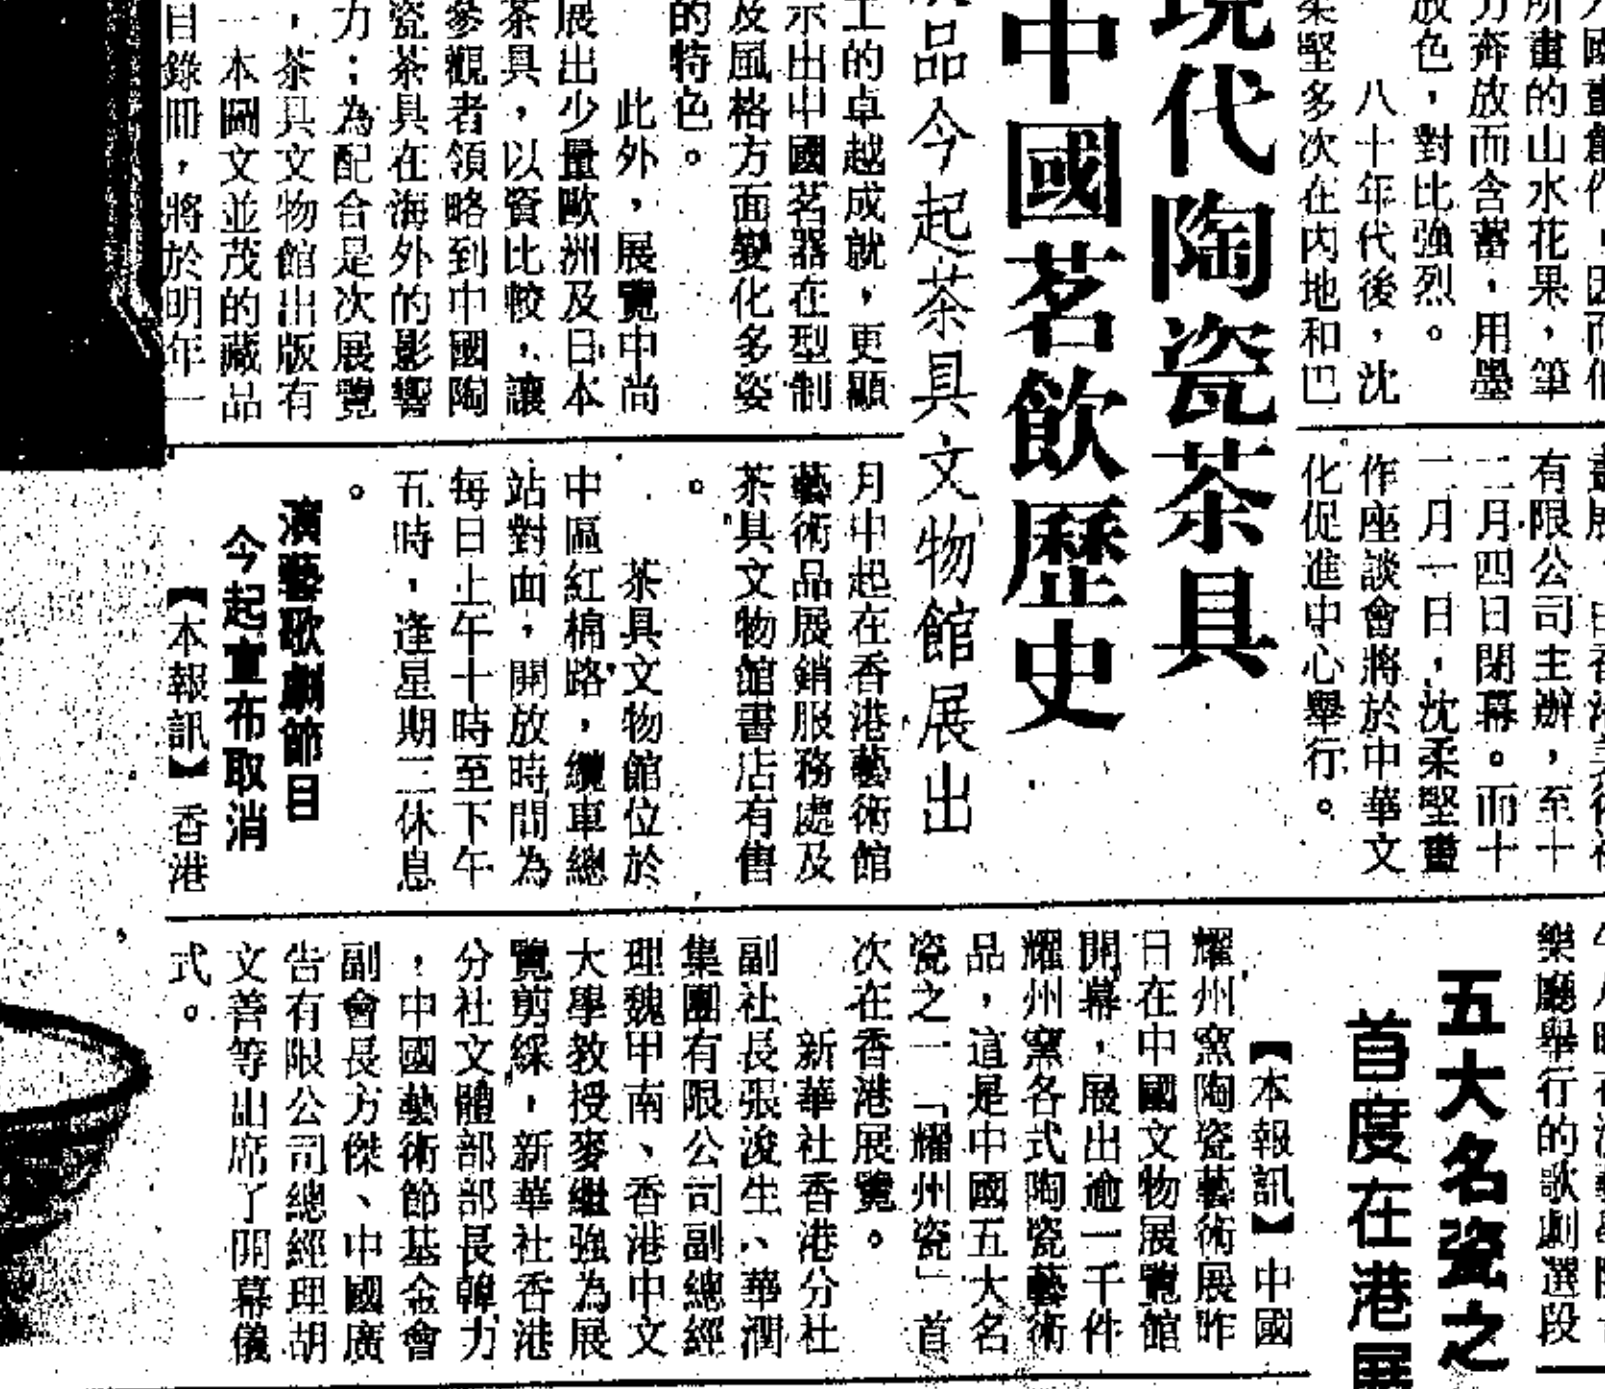 所畫的山水花果，筆
力奔放而含蓄，用墨
放色，對比強烈。
八十年代後，沈
柔堅多次在內地和巴
有限公司主辦，至十
二月四日閉幕。而十
二月一日，沈柔堅畫
作座談會將於中華文
化促進中心舉行。
現代陶瓷茶具
中國茗飲歷史
品今起茶具文物館展出
工的卓越成就，更顯
示出中國茗器在型制
及風格方面變化多姿
的特色。
此外，展覽中尚
展出少量歐洲及日本
茶具，以資比較，讓
參觀者領略到中國陶
瓷茶具在海外的影響
力；為配合是次展覽
，茶具文物館出版有
一本圖文並茂的藏品
目錄冊，將於明年一
月中起在香港藝術館
藝術品展銷服務處及
茶具文物館書店有售
。
茶具文物館位於
中區紅棉路，纜車總
站對面，開放時間為
每日上午十時至下午
五時，逢星期三休息
。
演藝歌劇節目
今起宣布取消
【本報訊】香港
樂廳舉行的歌劇選段
五大名瓷之
首度在港展
【本報訊】中國
耀州窯陶瓷藝術展昨
日在中國文物展覽館
開幕，展出逾一千件
耀州窯各式陶瓷藝術
品，這是中國五大名
瓷之一「耀州瓷」首
次在香港展覽。
新華社香港分社
副社長張浚生、華潤
集團有限公司副總經
理魏甲南、香港中文
大學教授麥繼強為展
覽剪綵，新華社香港
分社文體部部長韓力
，中國藝術節基金會
副會長方傑、中國廣
告有限公司總經理胡
文善等出席了開幕儀
式。